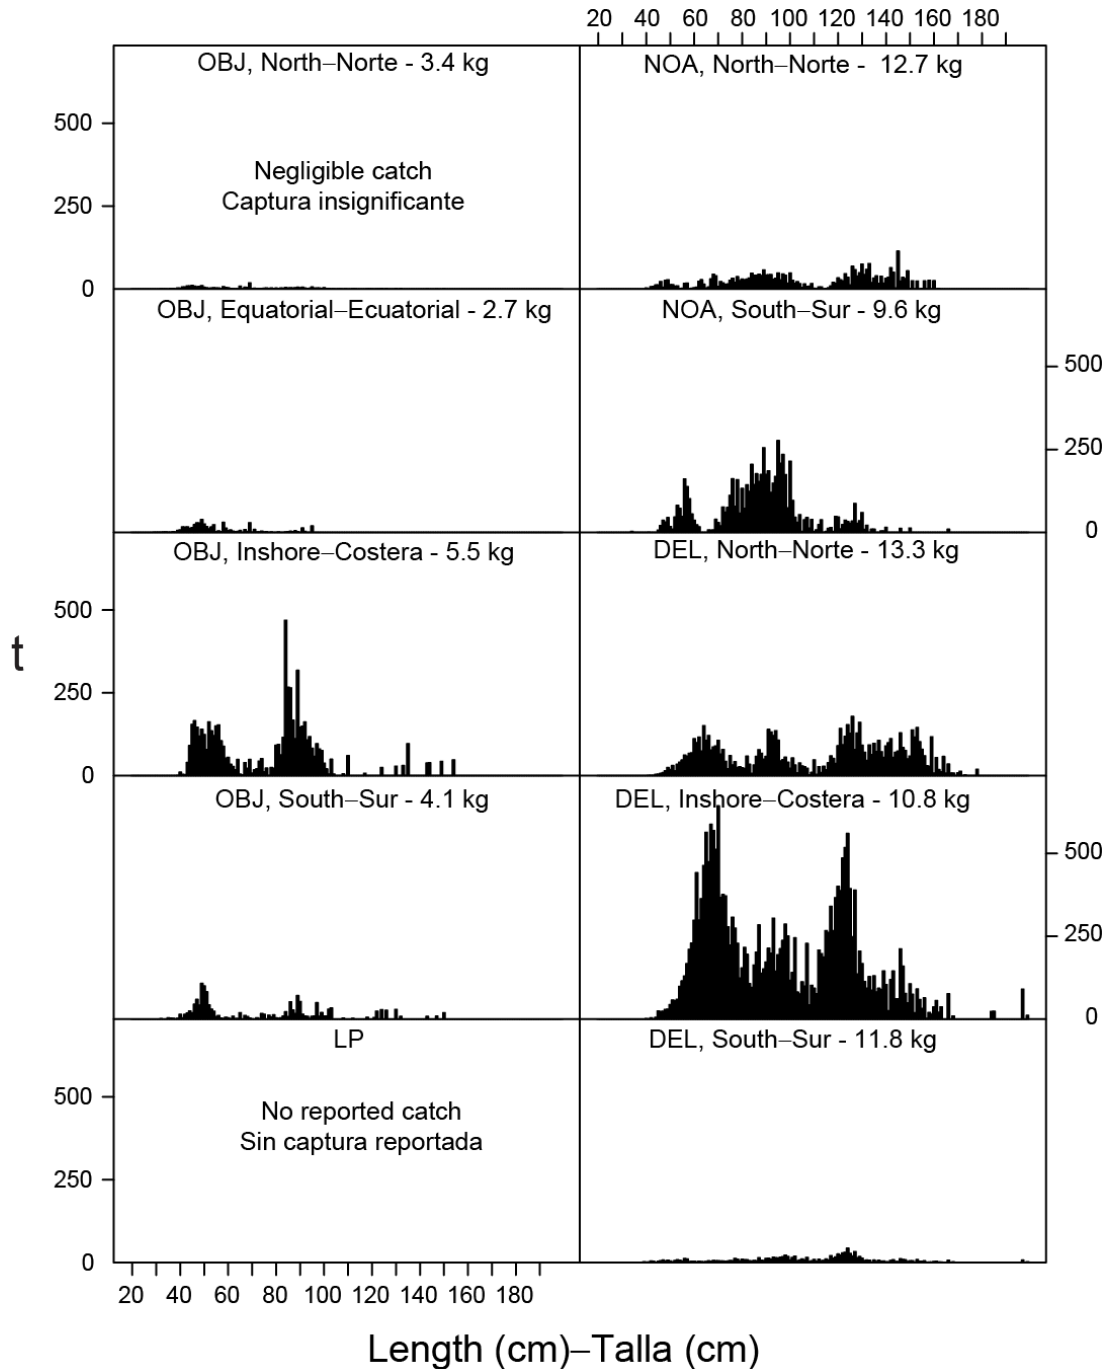 20 40 60 80 100 120 140 160 180
OBJ, North–Norte - 3.4 kg
Negligible catch
Captura insignificante
500
250
0
NOA, North–Norte - 12.7 kg
OBJ, Equatorial–Ecuatorial - 2.7 kg
NOA, South–Sur - 9.6 kg
500
250
0
OBJ, Inshore–Costera - 5.5 kg
500
250
0
DEL, North–Norte - 13.3 kg
t
OBJ, South–Sur - 4.1 kg
DEL, Inshore–Costera - 10.8 kg
500
250
0
LP
No reported catch
Sin captura reportada
500
250
0
DEL, South–Sur - 11.8 kg
20 40 60 80 100 120 140 160 180
Length (cm)–Talla (cm)